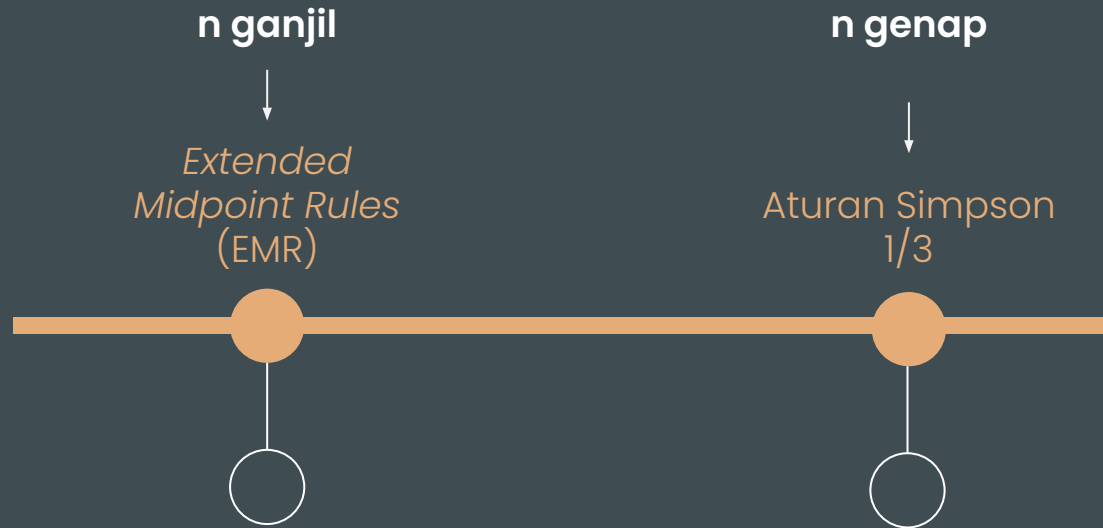 n ganjil
Extended
Midpoint Rules
(EMR)
n genap
Aturan Simpson
1/3